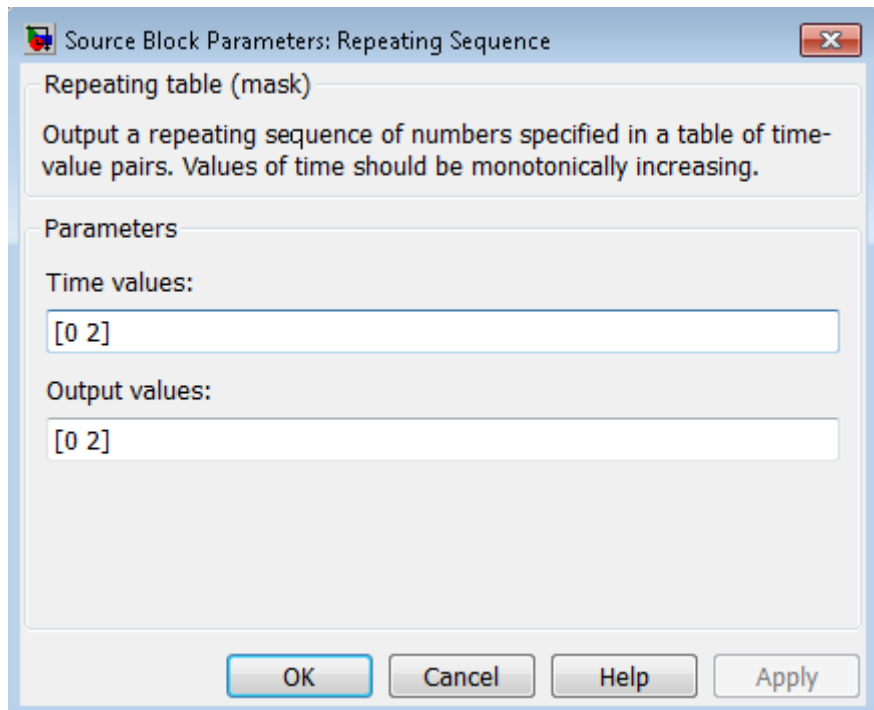 Source Block Parameters: Repeating Sequence
Repeating table (mask)
Output a repeating sequence of numbers specified in a table of time-
value pairs. Values of time should be monotonically increasing.
Parameters
Time values:
[0 2]
Output values:
[0 2]
OK Cancel Help Apply